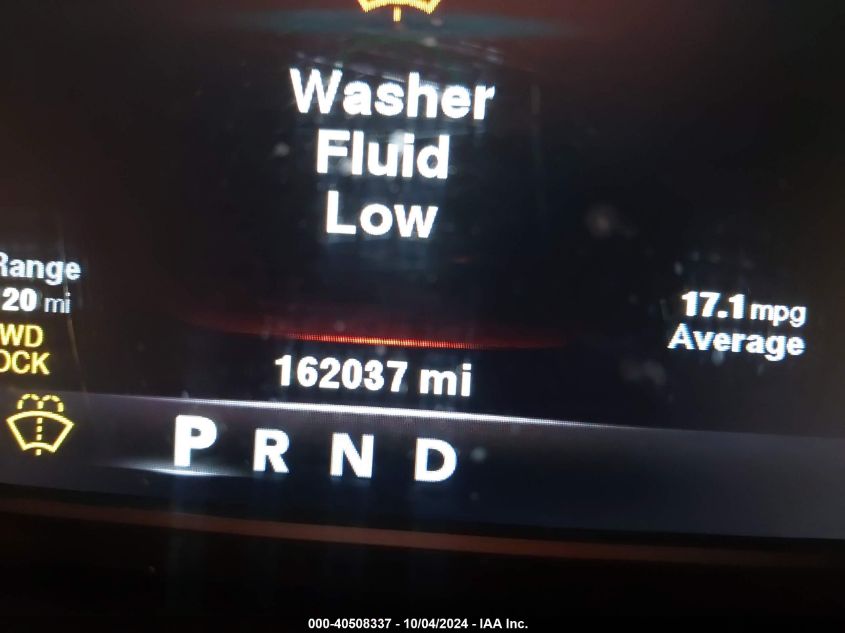 Washer
Fluid
Low
Range
20 mi
WD
OCK
17.1 mpg
Average
162037 mi
P R N D
000-40508337 - 10/04/2024 - IAA Inc.